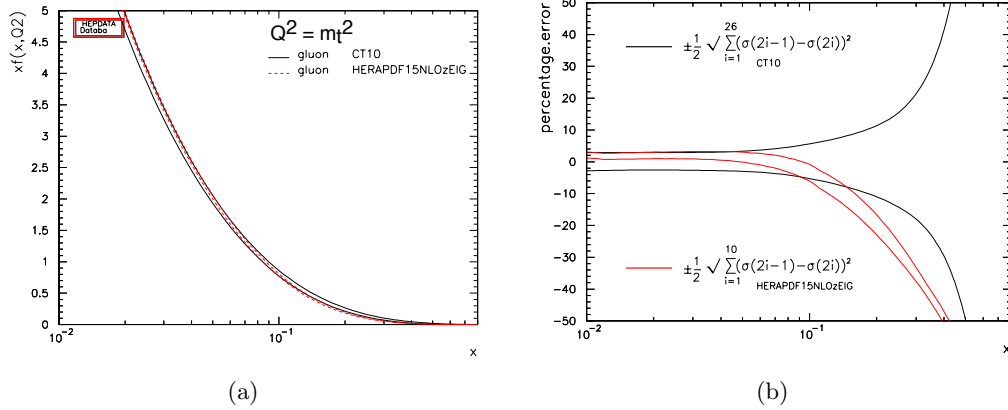 xf(x,Q2)
5
4.5
4
3.5
3
2.5
2
1.5
1
0.5
0
HEPDATA
Databa
Q² = mt²
gluon CT10
gluon HERAPDF15NLOzEIG
10⁻² 10⁻¹ x
(a)
percentage.error
50
40
30
20
10
0
-10
-20
-30
-40
-50
±½ √ Σ(σ(2i-1)-σ(2i))²
26
i=1
CT10
±½ √ Σ(σ(2i-1)-σ(2i))²
10
i=1
HERAPDF15NLOzEIG
10⁻² 10⁻¹ x
(b)